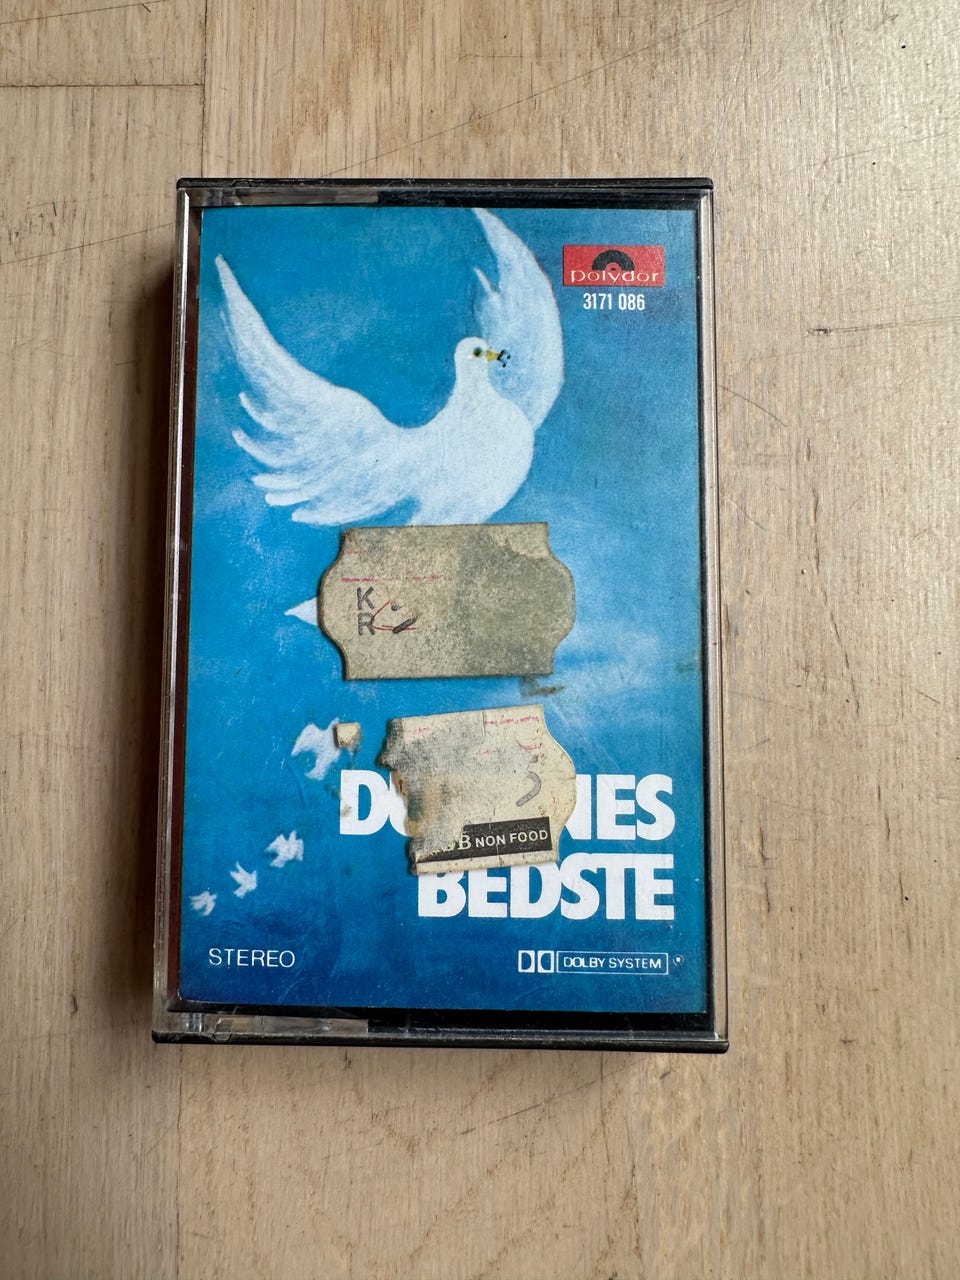 polydor
3171 086
K
R
NON FOOD
BEDSTE
STEREO
DOLBY SYSTEM